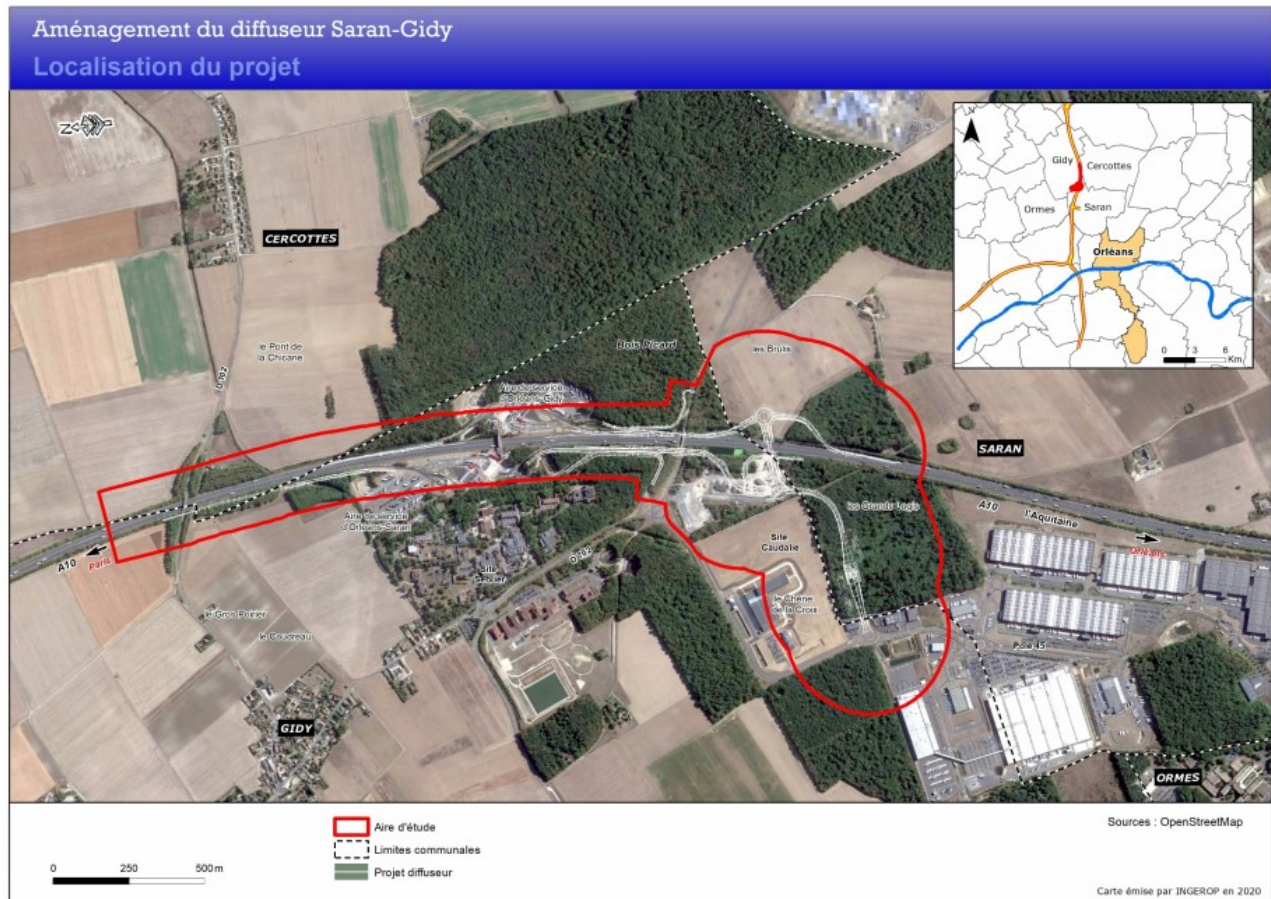 Aménagement du diffuseur Saran-Gidy
Localisation du projet
N
CERCOTTES
Gidy
Cercottes
Ormes
Saran
Orléans
0 3 6
Km
le Pont de
la Chicane
D 702
Bois Picard
les Brulis
Aire de service
d'Orléans-Gidy
SARAN
A10
Paris
Aire de service
d'Orléans-Saran
les Grands Logis
A10
l'Aquitaine
Orléans
Site
Caudalie
Site
Servier
le Chêne
de la Croix
le Gros Poirier
le Coudreau
Pole 45
GIDY
ORMES
Aire d'étude
Limites communales
Projet diffuseur
0 250 500 m
Sources : OpenStreetMap
Carte émise par INGEROP en 2020